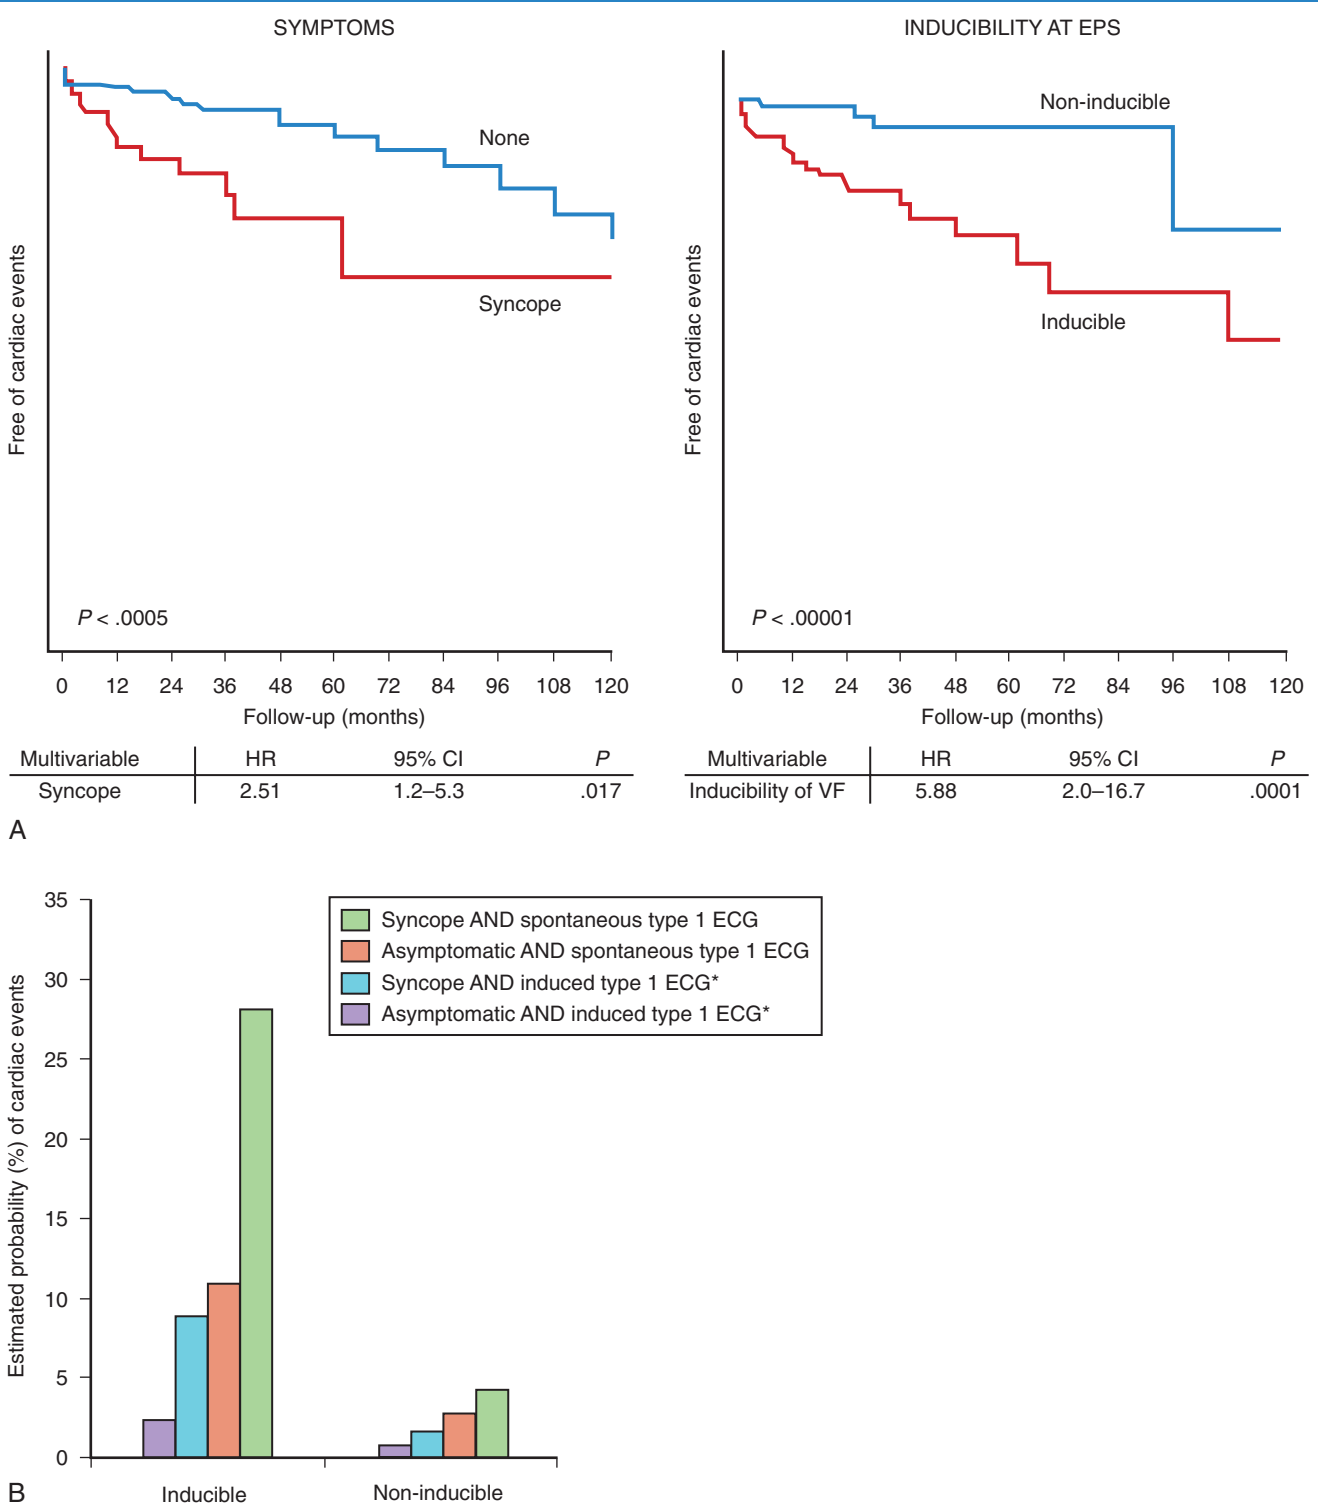 SYMPTOMS
Free of cardiac events
None
Syncope
P < .0005
0 12 24 36 48 60 72 84 96 108 120
Follow-up (months)
Multivariable HR 95% CI P
Syncope 2.51 1.2–5.3 .017
INDUCIBILITY AT EPS
Free of cardiac events
Non-inducible
Inducible
P < .00001
0 12 24 36 48 60 72 84 96 108 120
Follow-up (months)
Multivariable HR 95% CI P
Inducibility of VF 5.88 2.0–16.7 .0001
A
Estimated probability (%) of cardiac events
35
30
25
20
15
10
5
0
Syncope AND spontaneous type 1 ECG
Asymptomatic AND spontaneous type 1 ECG
Syncope AND induced type 1 ECG*
Asymptomatic AND induced type 1 ECG*
Inducible Non-inducible
B